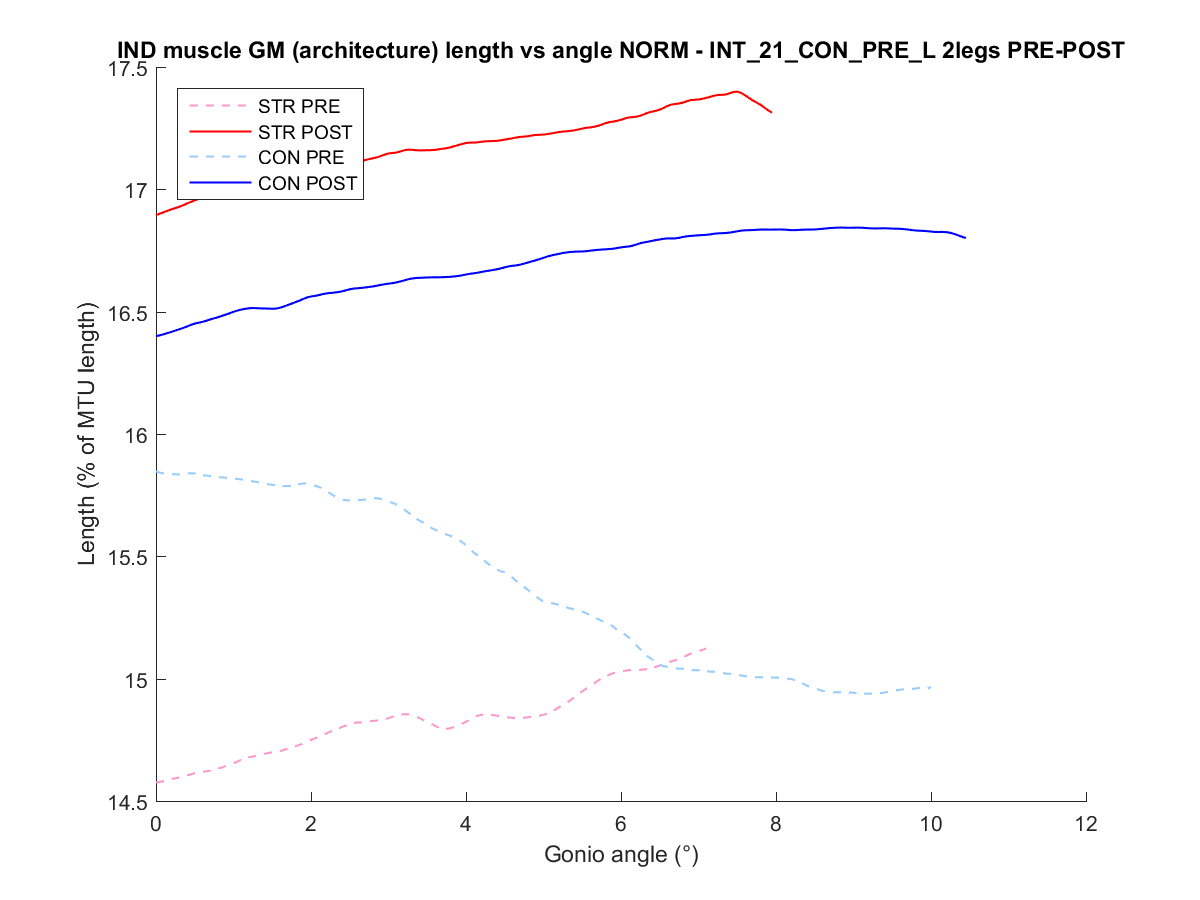 IND muscle GM (architecture) length vs angle NORM - INT_21_CON_PRE_L 2legs PRE-POST
17.5
17
16.5
16
15.5
15
14.5
Length (% of MTU length)
STR PRE
STR POST
CON PRE
CON POST
0 2 4 6 8 10 12
Gonio angle (°)